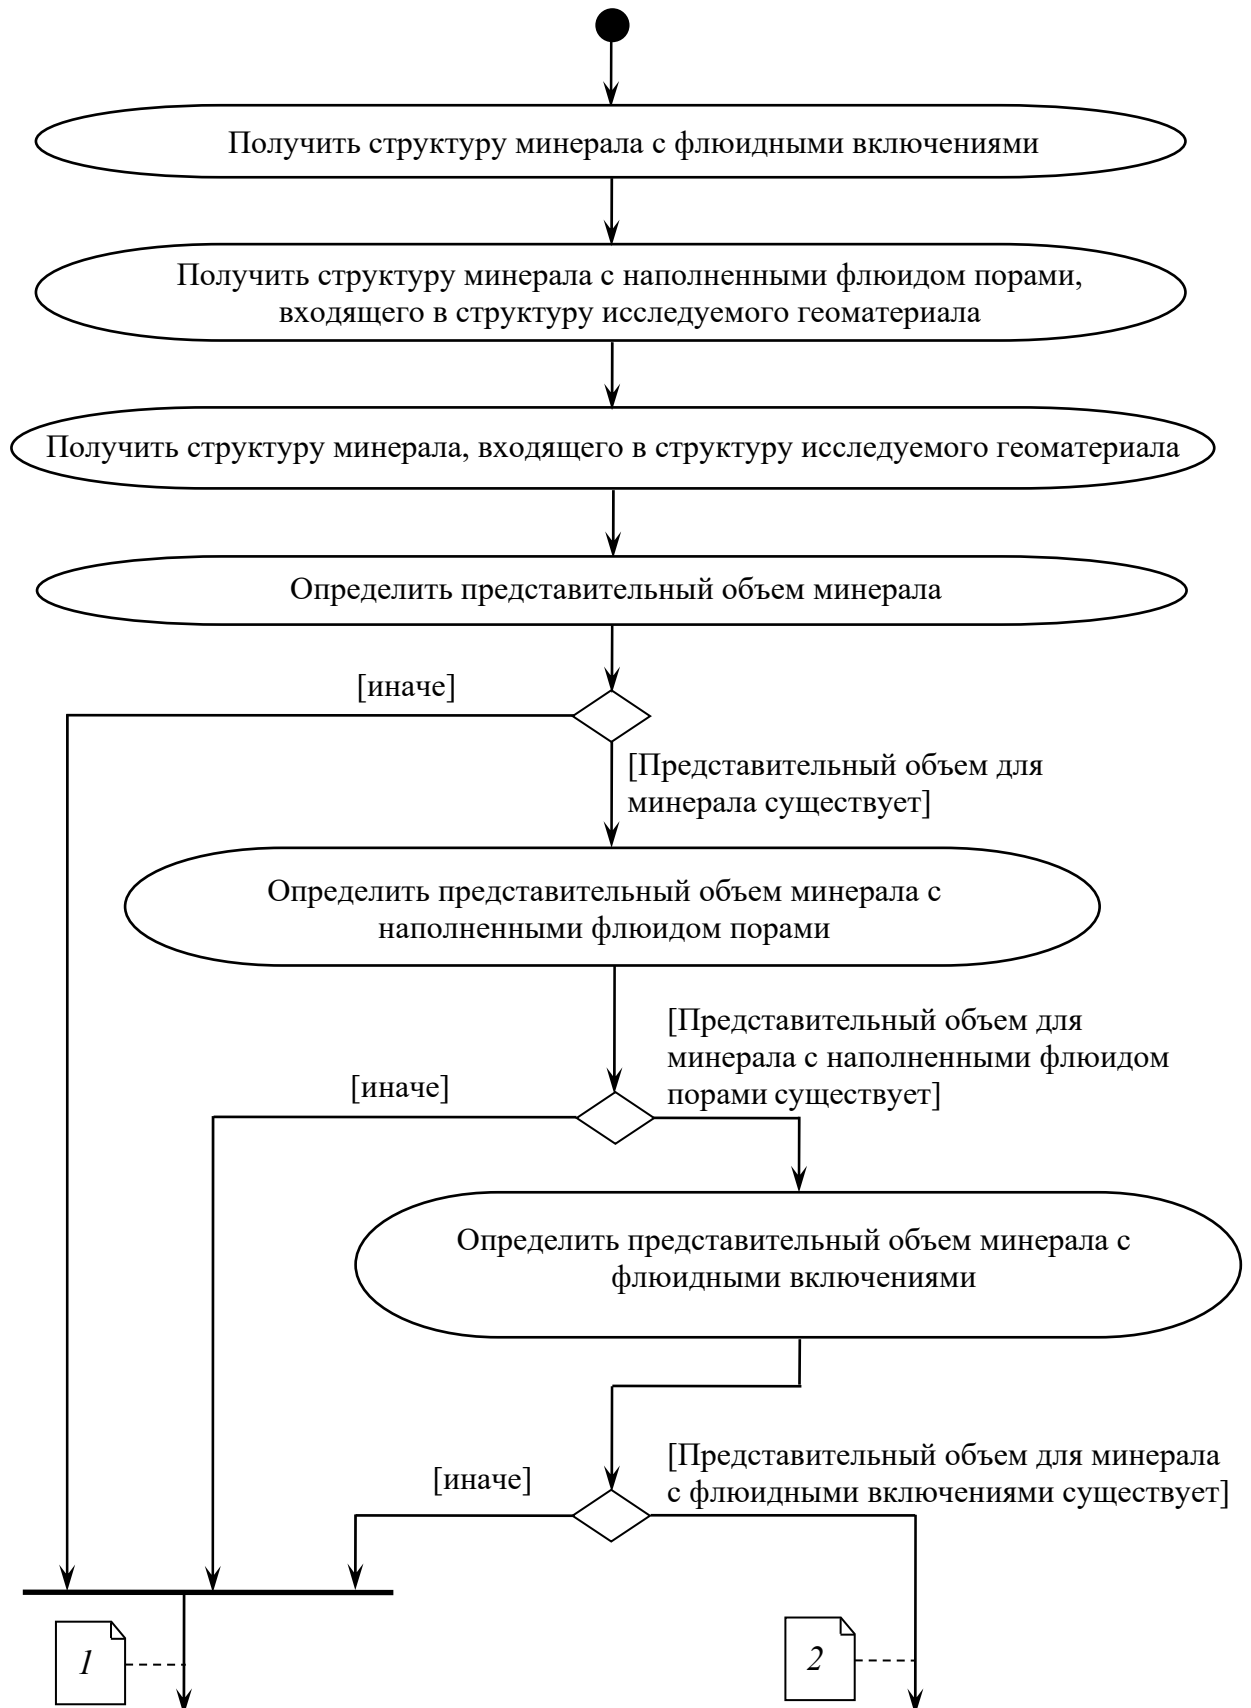 Получить структуру минерала с флюидными включениями
Получить структуру минерала с наполненными флюидом порами,
входящего в структуру исследуемого геоматериала
Получить структуру минерала, входящего в структуру исследуемого геоматериала
Определить представительный объем минерала
[иначе]
[Представительный объем для
минерала существует]
Определить представительный объем минерала с
наполненными флюидом порами
[Представительный объем для
минерала с наполненными флюидом
порами существует]
[иначе]
Определить представительный объем минерала с
флюидными включениями
[Представительный объем для минерала
с флюидными включениями существует]
[иначе]
1
2